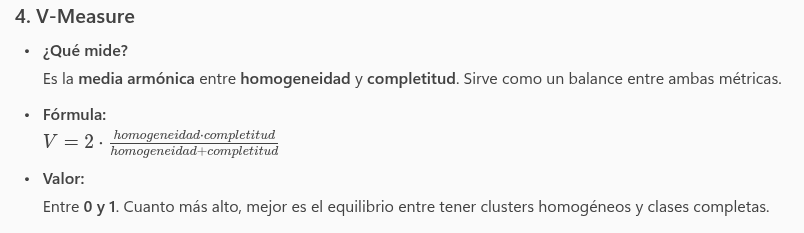 4. V-Measure
• ¿Qué mide?
Es la media armónica entre homogeneidad y completitud. Sirve como un balance entre ambas métricas.
• Fórmula:
V = 2 · homogeneidad·completitud / homogeneidad+completitud
• Valor:
Entre 0 y 1. Cuanto más alto, mejor es el equilibrio entre tener clusters homogéneos y clases completas.